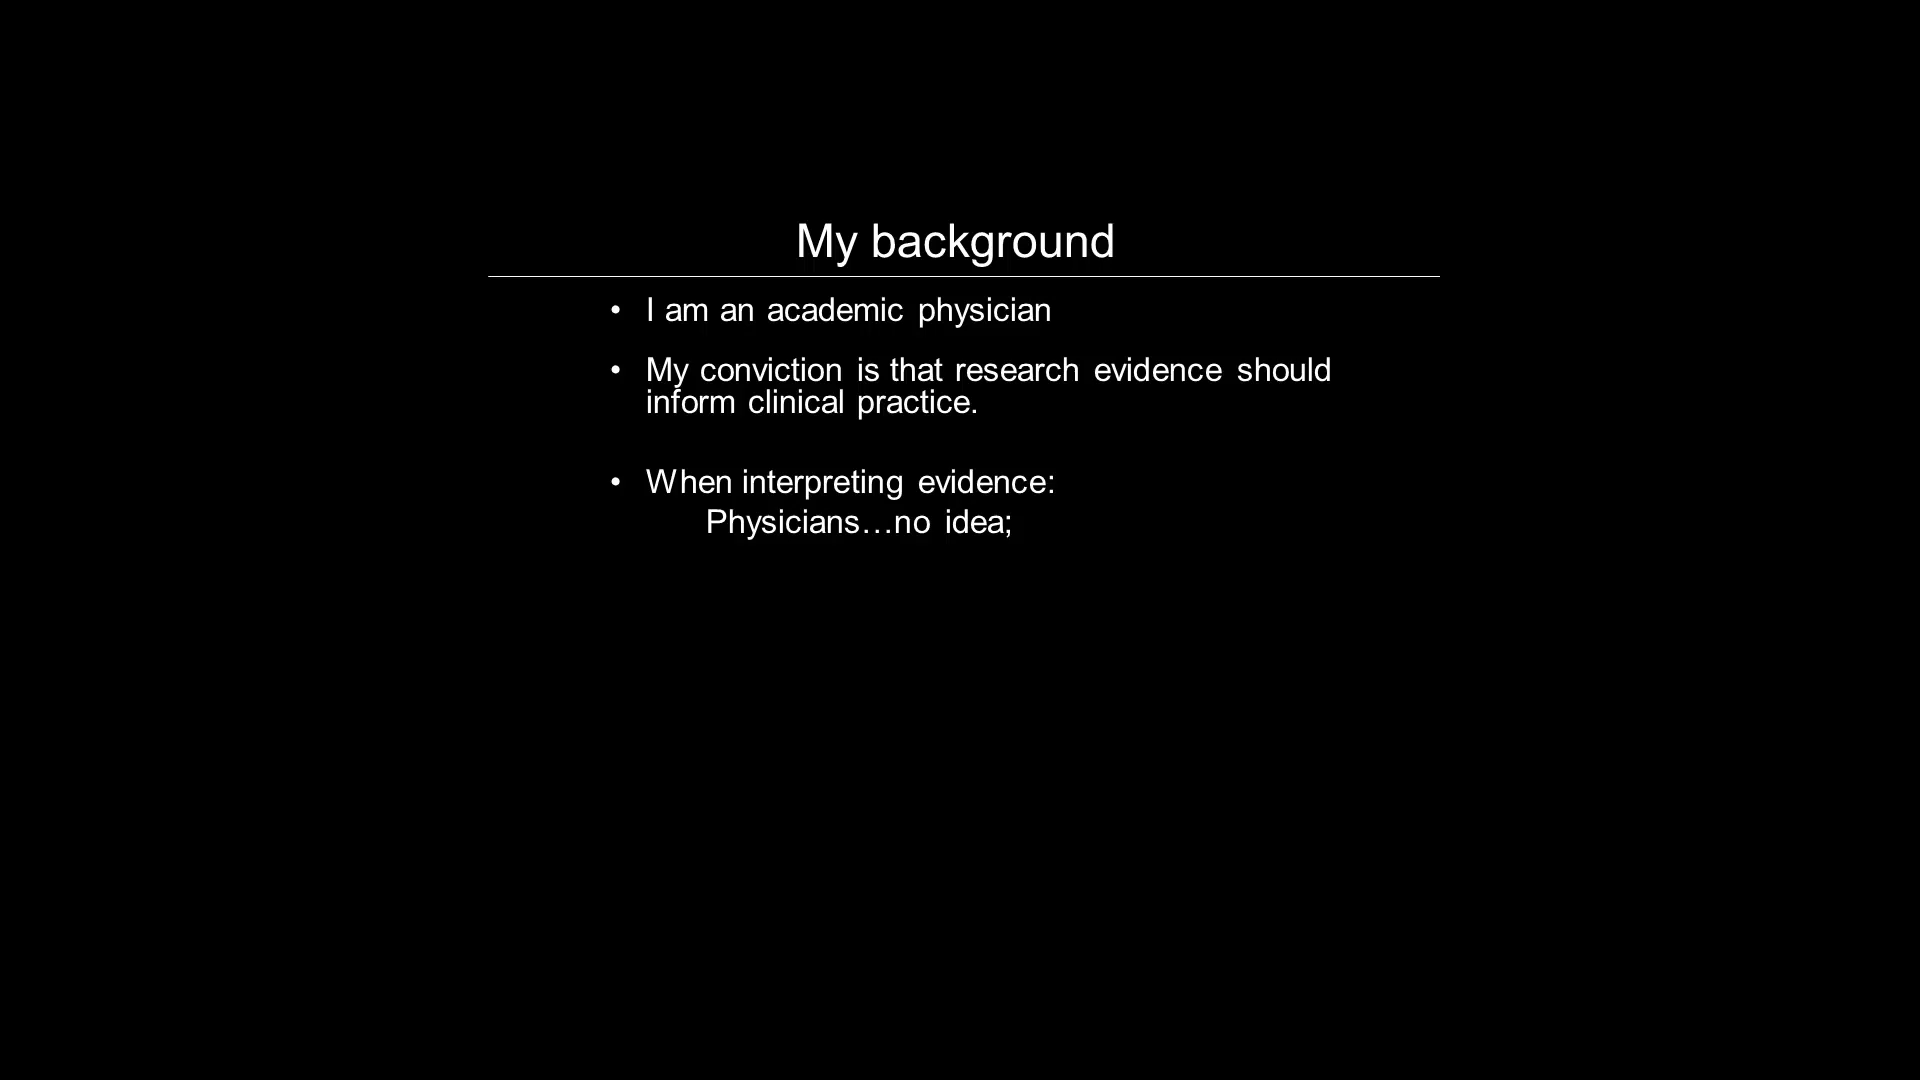 My background
• I am an academic physician
• My conviction is that research evidence should
inform clinical practice.
• When interpreting evidence:
Physicians…no idea;